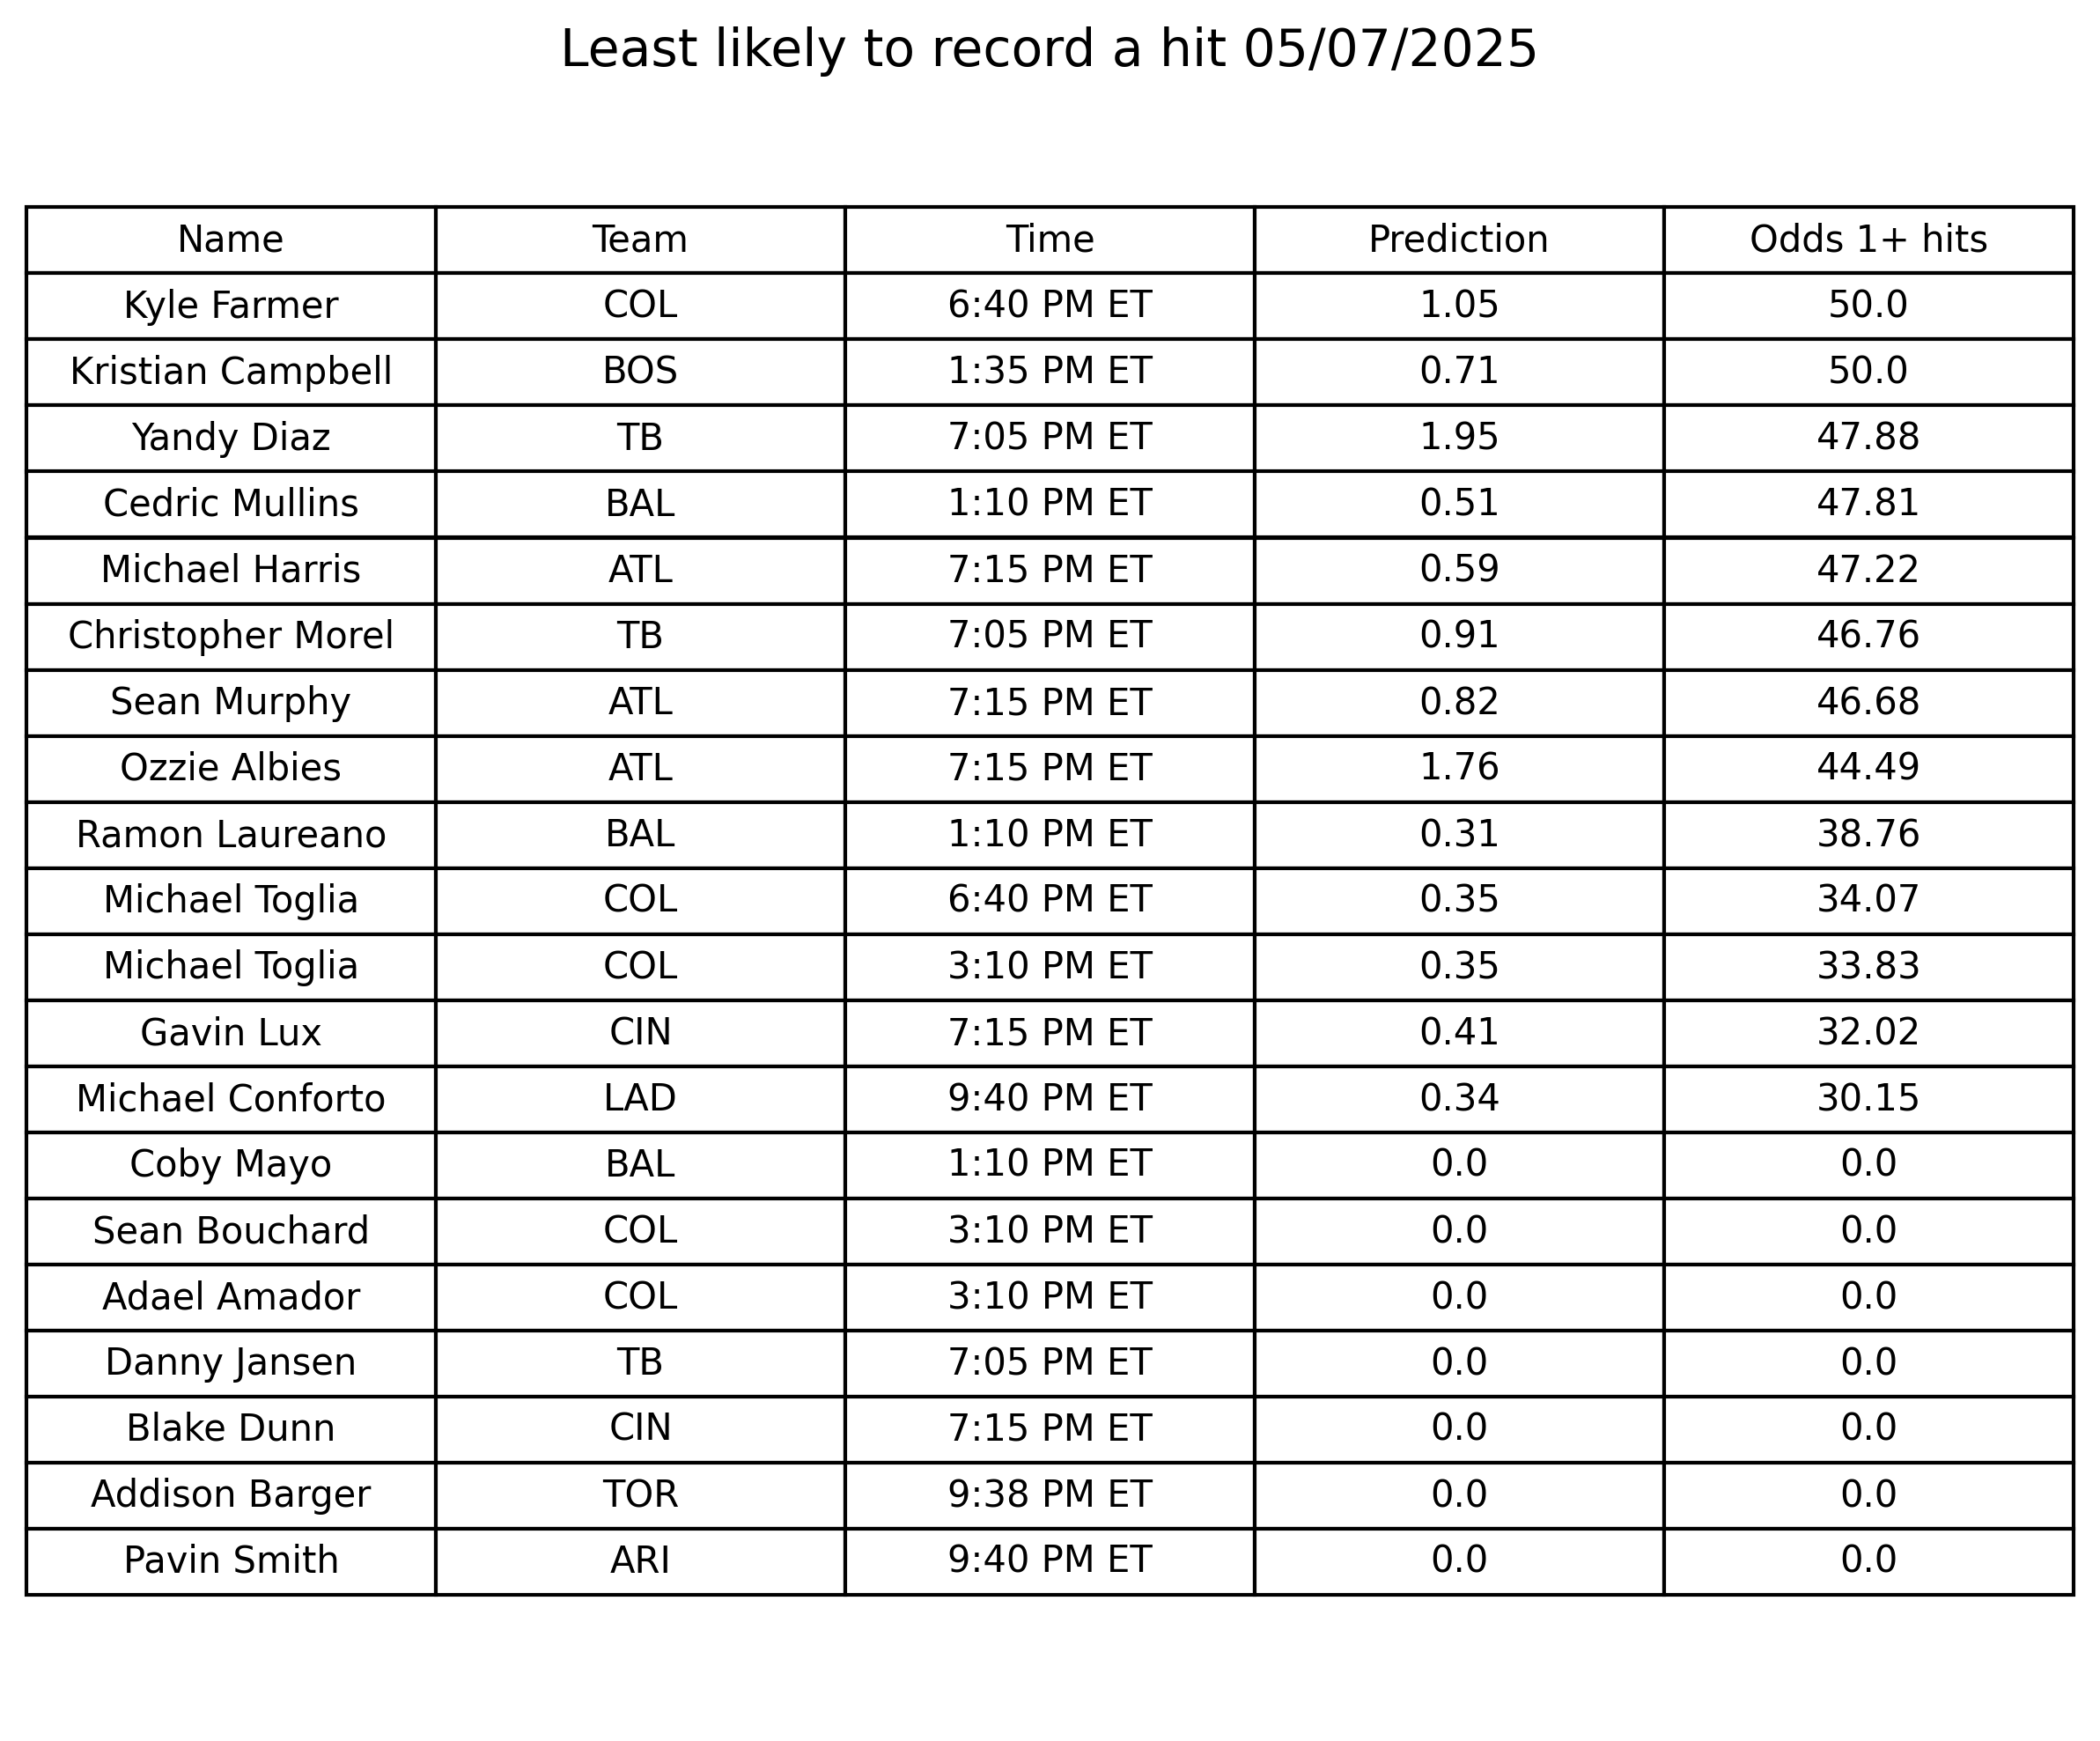 Least likely to record a hit 05/07/2025
Name Team Time Prediction Odds 1+ hits
Kyle Farmer COL 6:40 PM ET 1.05 50.0
Kristian Campbell BOS 1:35 PM ET 0.71 50.0
Yandy Diaz TB 7:05 PM ET 1.95 47.88
Cedric Mullins BAL 1:10 PM ET 0.51 47.81
Michael Harris ATL 7:15 PM ET 0.59 47.22
Christopher Morel TB 7:05 PM ET 0.91 46.76
Sean Murphy ATL 7:15 PM ET 0.82 46.68
Ozzie Albies ATL 7:15 PM ET 1.76 44.49
Ramon Laureano BAL 1:10 PM ET 0.31 38.76
Michael Toglia COL 6:40 PM ET 0.35 34.07
Michael Toglia COL 3:10 PM ET 0.35 33.83
Gavin Lux CIN 7:15 PM ET 0.41 32.02
Michael Conforto LAD 9:40 PM ET 0.34 30.15
Coby Mayo BAL 1:10 PM ET 0.0 0.0
Sean Bouchard COL 3:10 PM ET 0.0 0.0
Adael Amador COL 3:10 PM ET 0.0 0.0
Danny Jansen TB 7:05 PM ET 0.0 0.0
Blake Dunn CIN 7:15 PM ET 0.0 0.0
Addison Barger TOR 9:38 PM ET 0.0 0.0
Pavin Smith ARI 9:40 PM ET 0.0 0.0